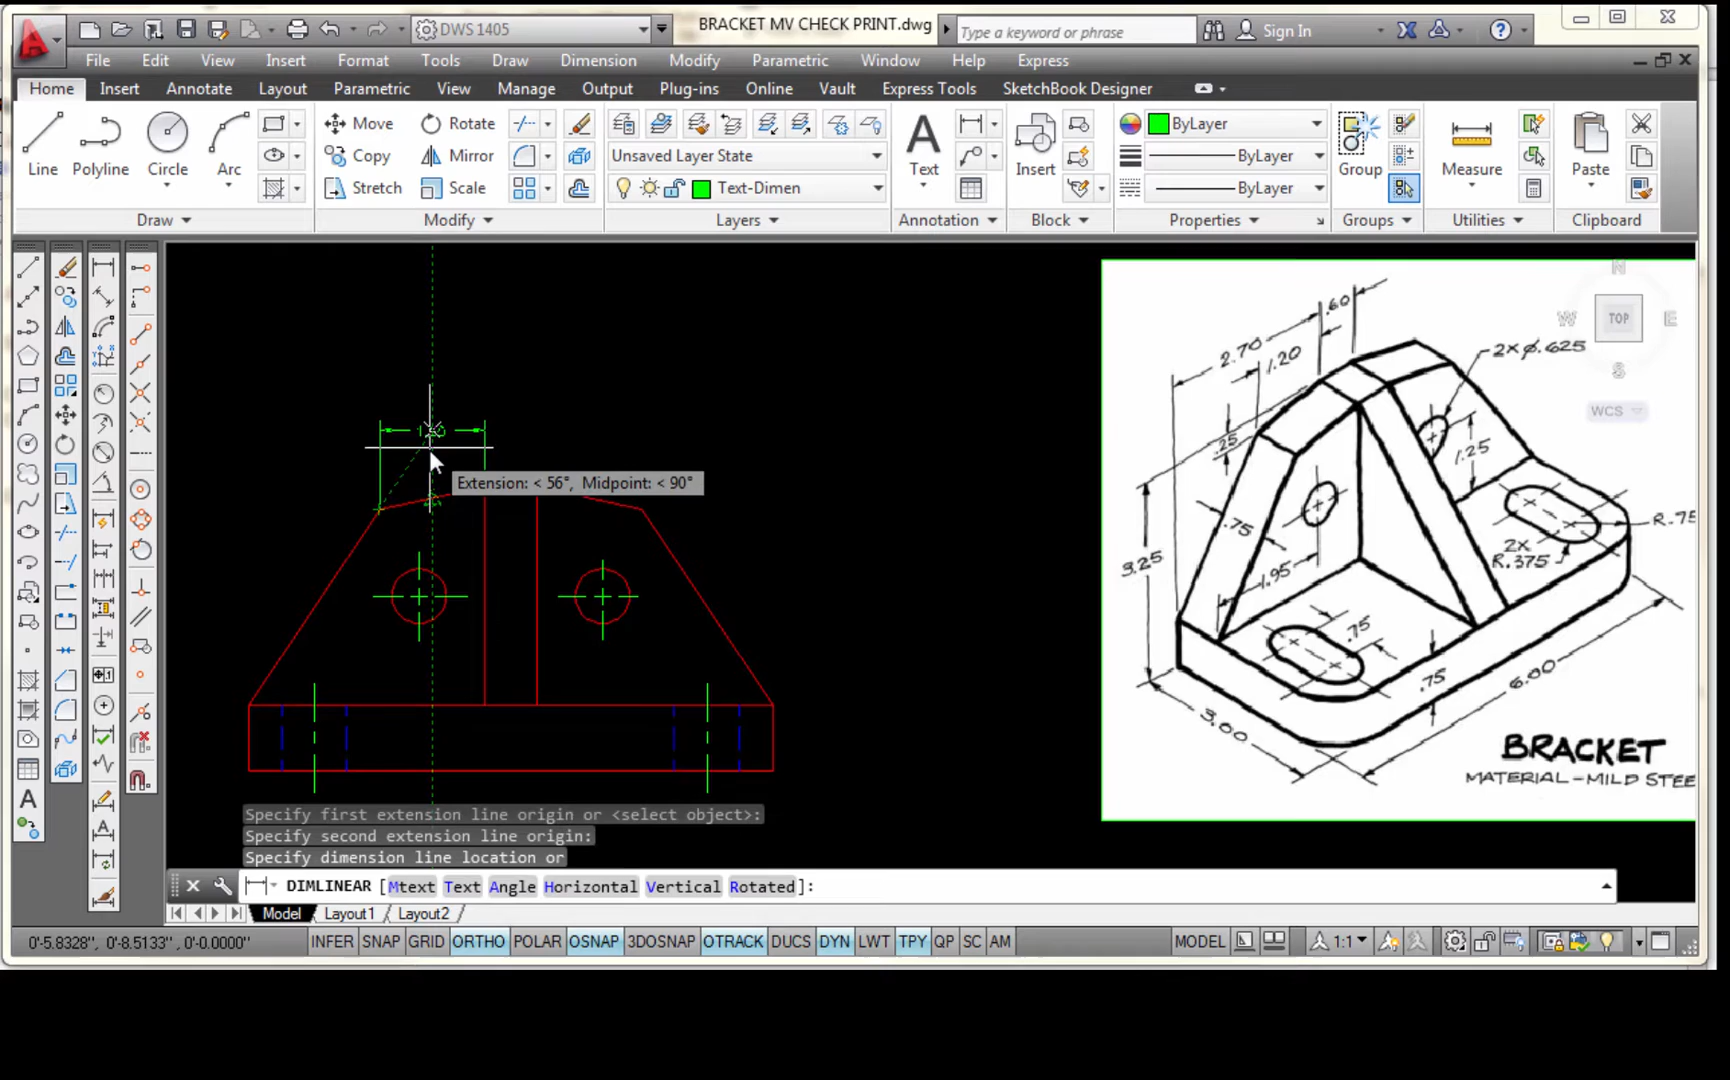 DWS 1405
BRACKET MV CHECK PRINT.dwg
Type a keyword or phrase
Sign In
File Edit View Insert Format Tools Draw Dimension Modify Parametric Window Help Express
Home Insert Annotate Layout Parametric View Manage Output Plug-ins Online Vault Express Tools SketchBook Designer
Line Polyline Circle Arc
Move Rotate
Copy Mirror
Stretch Scale
Unsaved Layer State
Text-Dimen
Text
Insert
ByLayer
ByLayer
ByLayer
Group
Measure
Paste
Draw Modify Layers Annotation Block Properties Groups Utilities Clipboard
Extension: < 56°, Midpoint: < 90°
N
W TOP E
S
WCS
.60
2.70
1.20
2X Ø.625
.25
1.25
.75
3.25
1.95
R.75
2X
R.375
.75
.75
6.00
3.00
BRACKET
MATERIAL-MILD STEE
Specify first extension line origin or <select object>:
Specify second extension line origin:
Specify dimension line location or
DIMLINEAR [Mtext Text Angle Horizontal Vertical Rotated]:
Model Layout1 Layout2
0'-5.8328", 0'-8.5133", 0'-0.0000"
INFER SNAP GRID ORTHO POLAR OSNAP 3DOSNAP OTRACK DUCS DYN LWT TPY QP SC AM
MODEL
1:1